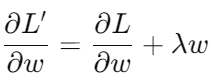 ∂L′/∂w = ∂L/∂w + λw